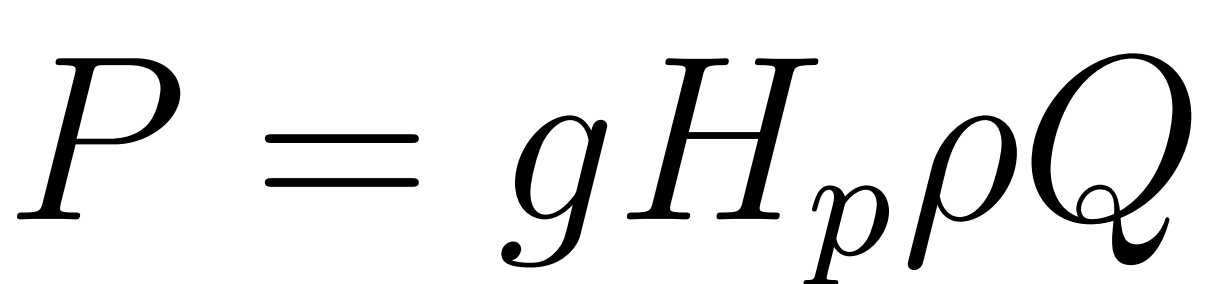 P = gH_pρQ